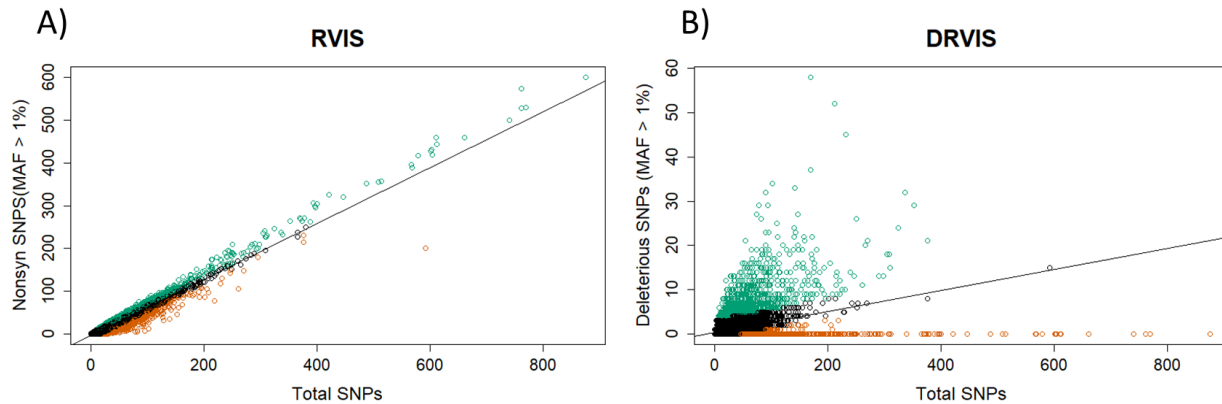 A)
RVIS
Nonsyn SNPS(MAF > 1%)
600
500
400
300
200
100
0
0 200 400 600 800
Total SNPs
B)
DRVIS
Deleterious SNPs (MAF > 1%)
60
50
40
30
20
10
0
0 200 400 600 800
Total SNPs